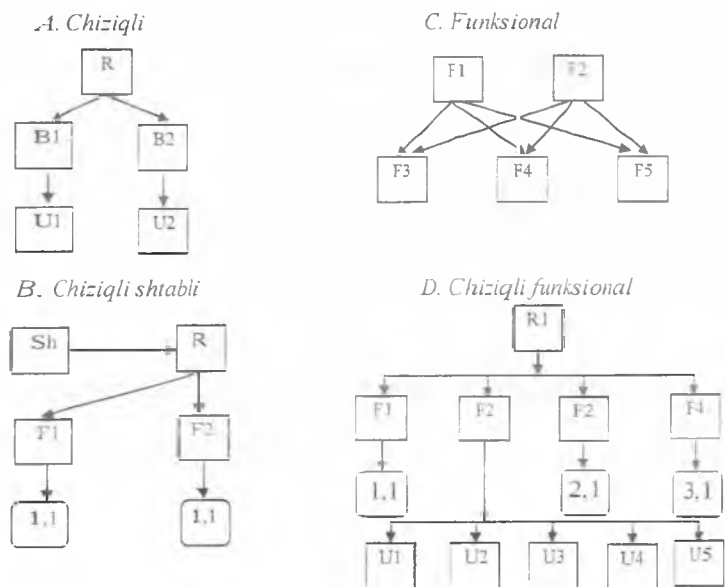 A. Chiziqli
R
B1 B2
U1 U2
C. Funksional
F1 F2
F3 F4 F5
B. Chiziqli shtabli
Sh R
F1 F2
1,1 1,1
D. Chiziqli funksional
R1
F1 F2 F2 F4
1,1 2,1 3,1
U1 U2 U3 U4 U5